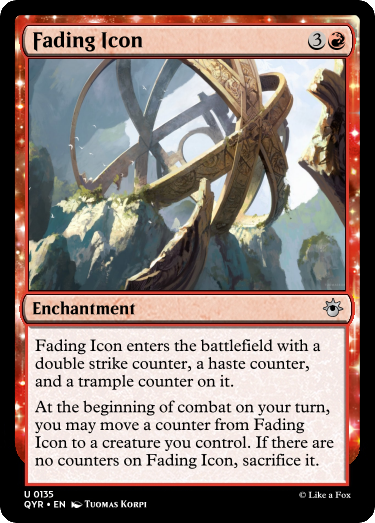 Fading Icon 3
Enchantment
Fading Icon enters the battlefield with a
double strike counter, a haste counter,
and a trample counter on it.
At the beginning of combat on your turn,
you may move a counter from Fading
Icon to a creature you control. If there are
no counters on Fading Icon, sacrifice it.
U 0135
QYR • EN Tuomas Korpi
© Like a Fox